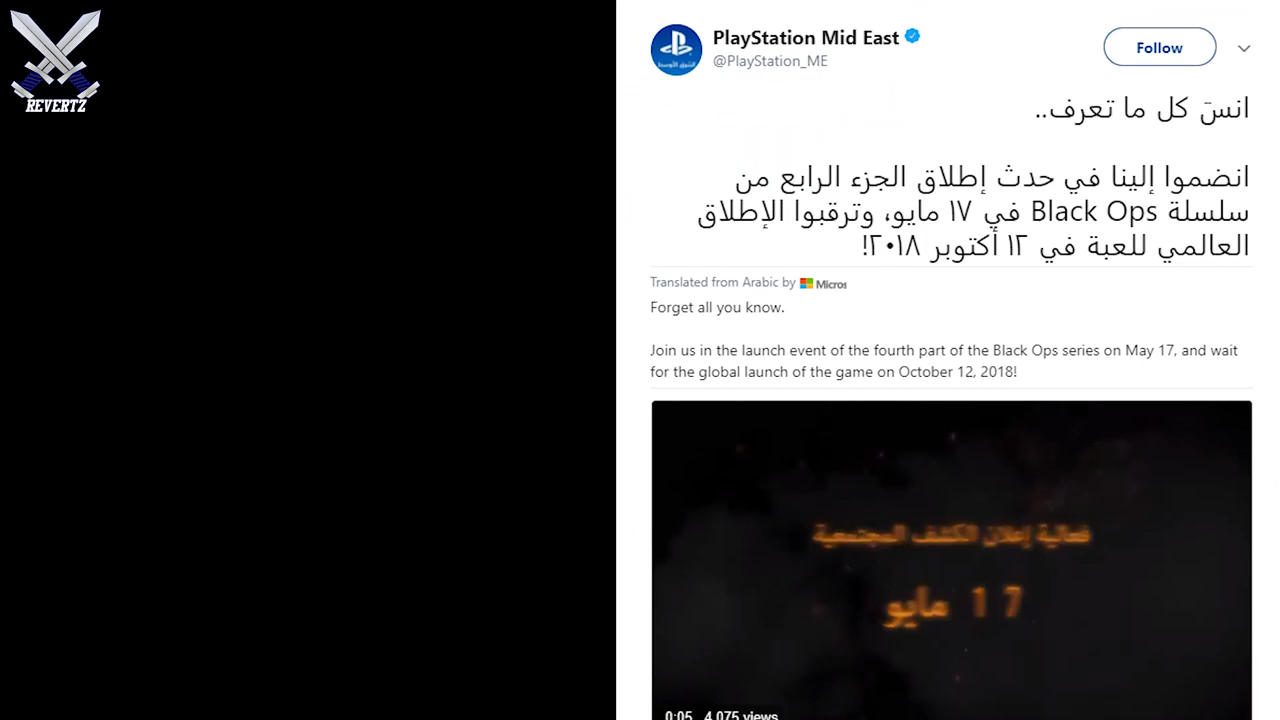 REVERTZ
PlayStation Mid East
@PlayStation_ME
Follow
انسَ كل ما تعرف..
انضموا إلينا في حدث إطلاق الجزء الرابع من
سلسلة Black Ops في ١٧ مايو، وترقبوا الإطلاق
العالمي للعبة في ١٢ أكتوبر ٢٠١٨!
Translated from Arabic by Micros
Forget all you know.
Join us in the launch event of the fourth part of the Black Ops series on May 17, and wait
for the global launch of the game on October 12, 2018!
فعالية إعلان الكشف المجتمعية
17 مايو
0:05 4,075 views